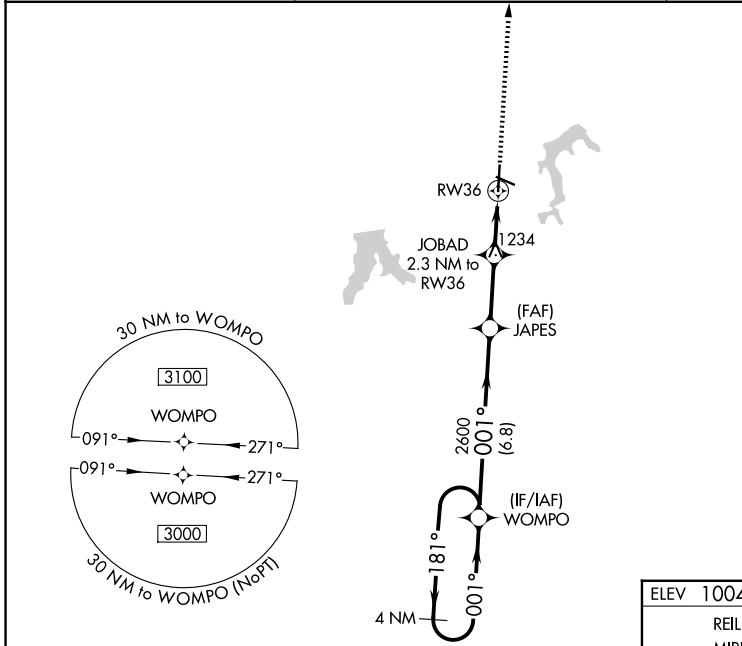 RW36
JOBAD
2.3 NM to
RW36
1234
(FAF)
JAPES
2600
001°
(6.8)
(IF/IAF)
WOMPO
181°
001°
4 NM
30 NM to WOMPO
3100
WOMPO
091°
271°
091°
271°
WOMPO
3000
30 NM to WOMPO (NoPT)
ELEV 1004
REIL